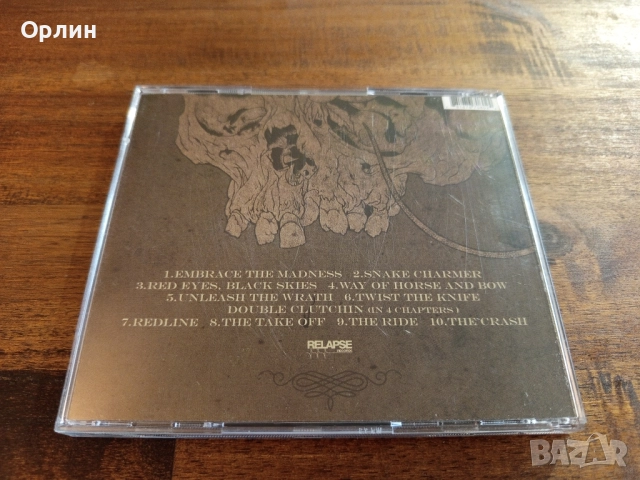 Орлин
1.EMBRACE THE MADNESS 2.SNAKE CHARMER
3.RED EYES, BLACK SKIES 4.WAY OF HORSE AND BOW
5.UNLEASH THE WRATH 6.TWIST THE KNIFE
DOUBLE CLUTCHIN (IN 4 CHAPTERS)
7.REDLINE 8.THE TAKE OFF 9.THE RIDE 10.THE CRASH
RELAPSE
BAZAR